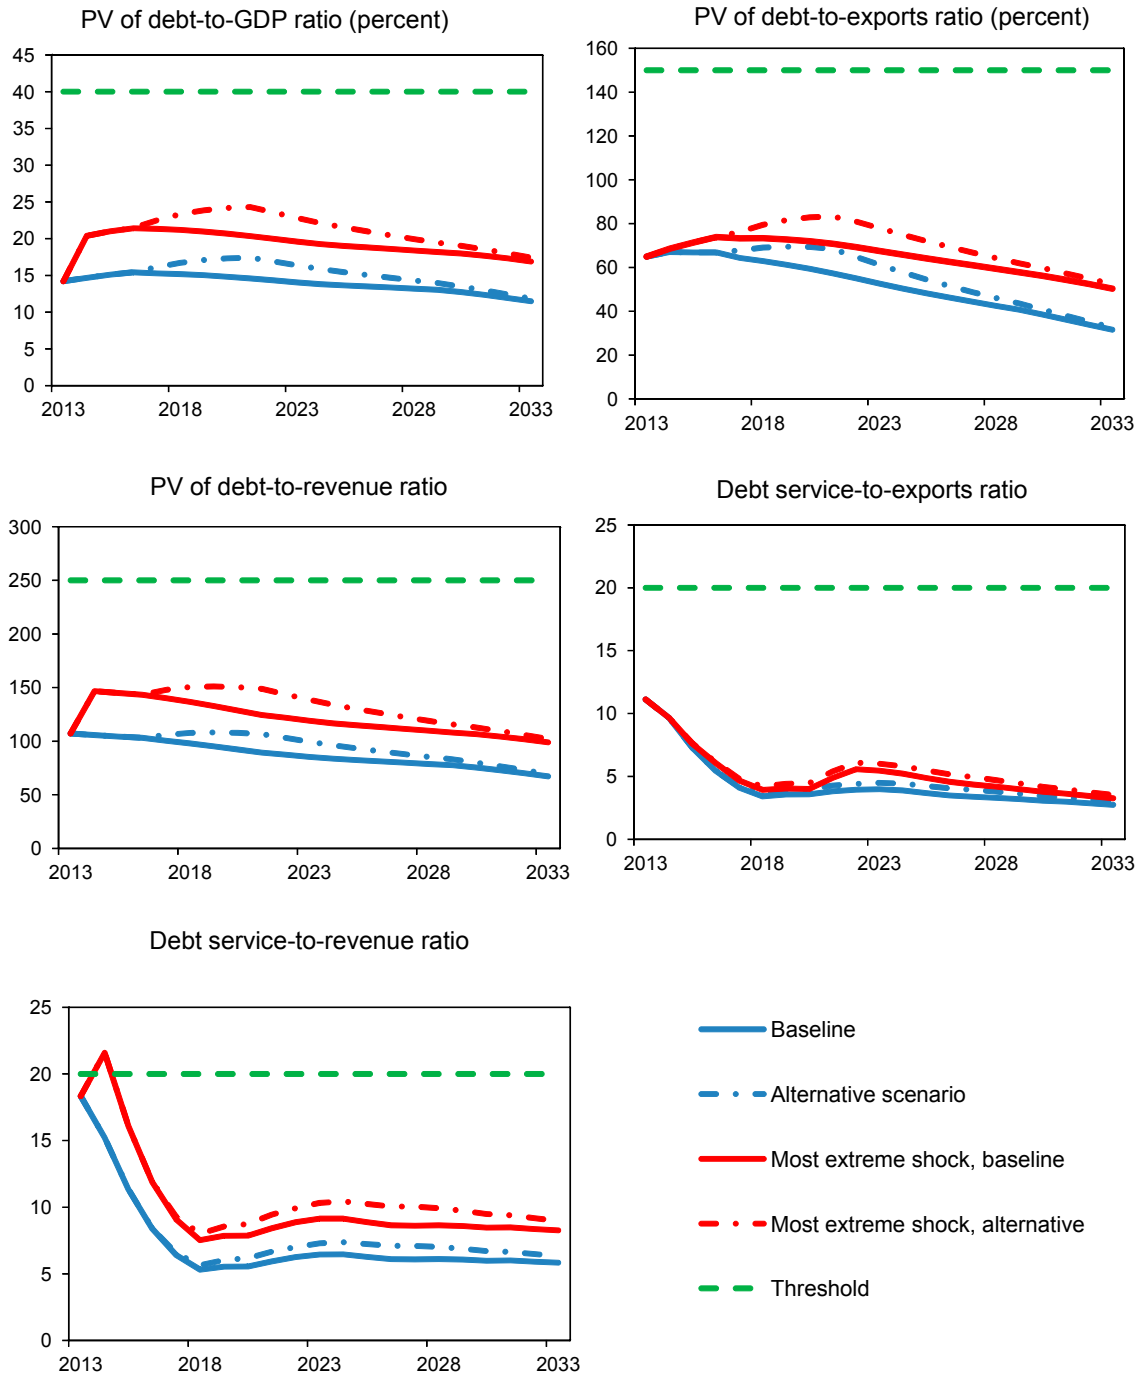 PV of debt-to-GDP ratio (percent)
45
40
35
30
25
20
15
10
5
0
2013 2018 2023 2028 2033
PV of debt-to-exports ratio (percent)
160
140
120
100
80
60
40
20
0
2013 2018 2023 2028 2033
PV of debt-to-revenue ratio
300
250
200
150
100
50
0
2013 2018 2023 2028 2033
Debt service-to-exports ratio
25
20
15
10
5
0
2013 2018 2023 2028 2033
Debt service-to-revenue ratio
25
20
15
10
5
0
2013 2018 2023 2028 2033
Baseline
Alternative scenario
Most extreme shock, baseline
Most extreme shock, alternative
Threshold